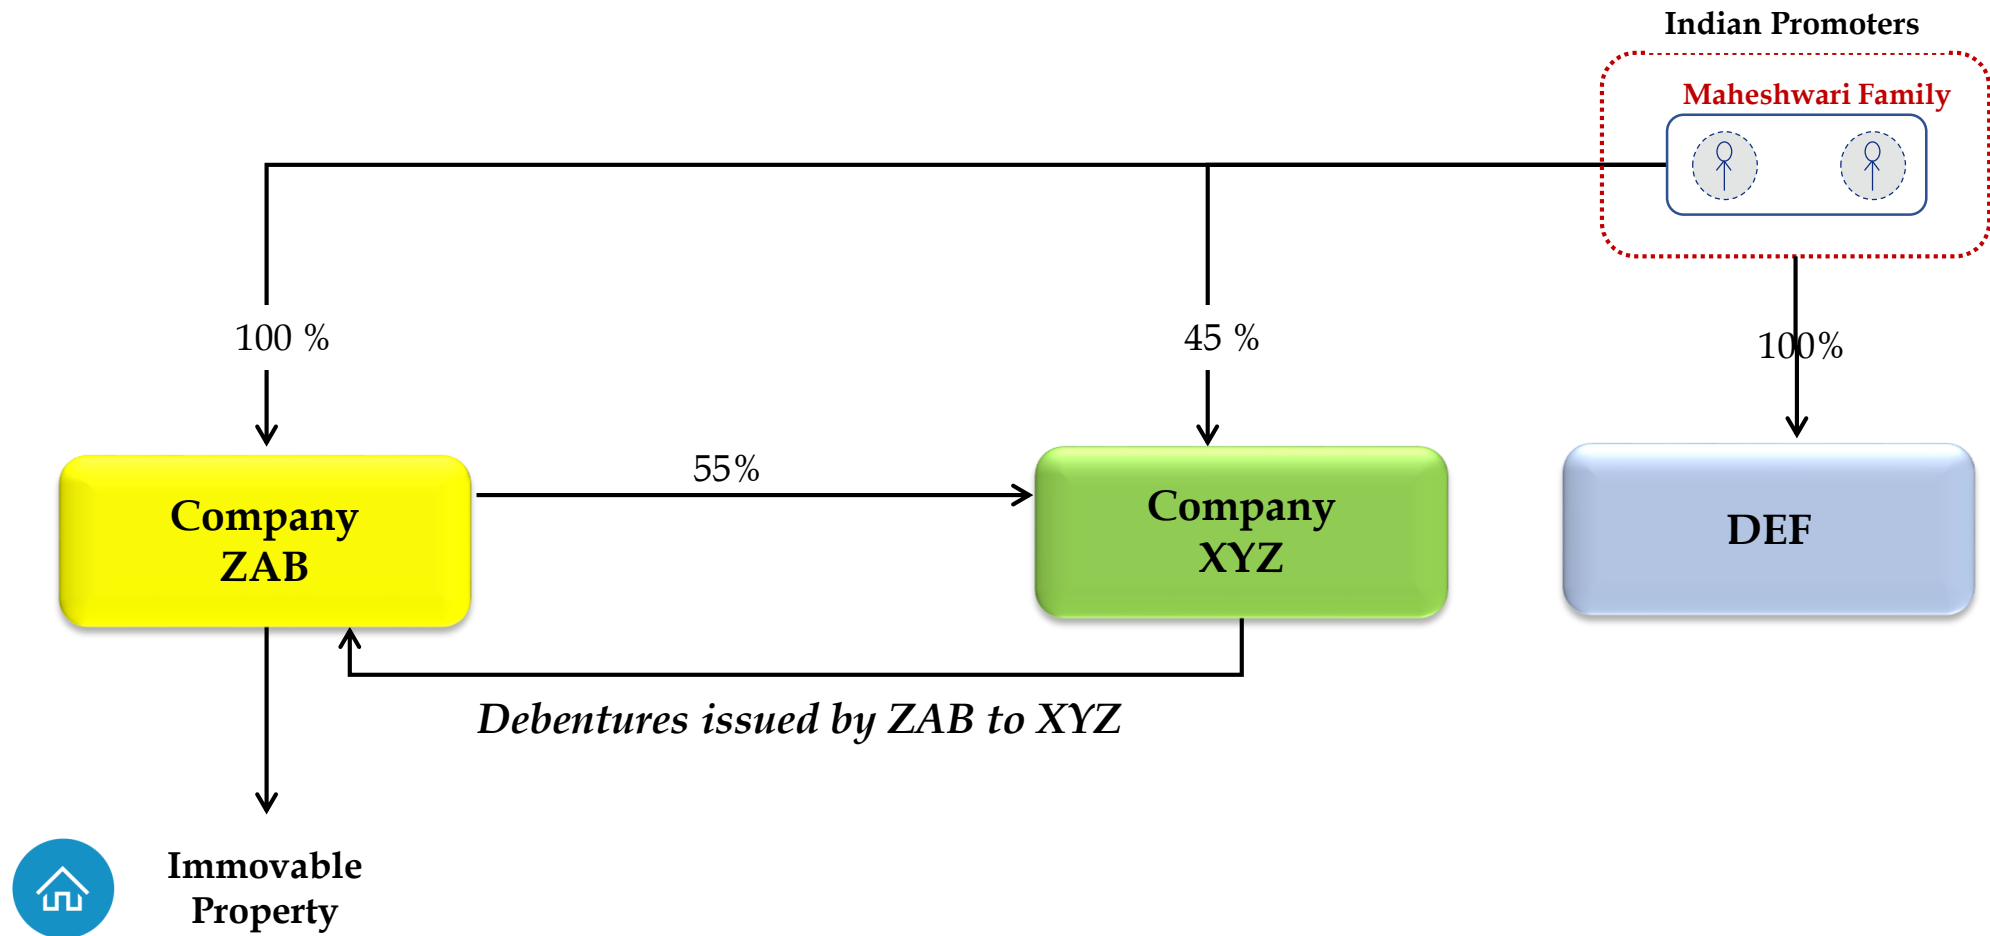 Indian Promoters
Maheshwari Family
100 %
45 %
100%
55%
Company
ZAB
Company
XYZ
DEF
Debentures issued by ZAB to XYZ
Immovable
Property